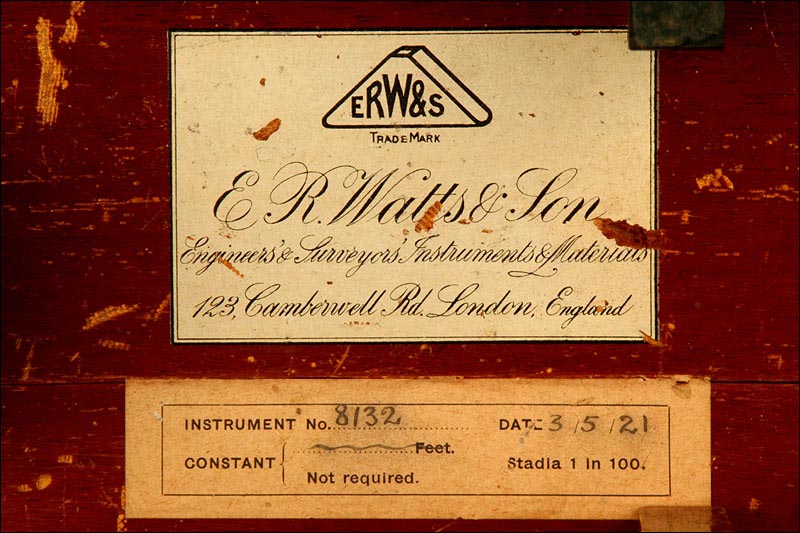 ERW&S
TRADE MARK
E. R. Watts & Son
Engineers' & Surveyors' Instruments & Materials
123, Camberwell Rd. London, England
INSTRUMENT No. 8132 DATE 3/5/21
CONSTANT { Feet. Stadia 1 in 100.
Not required.